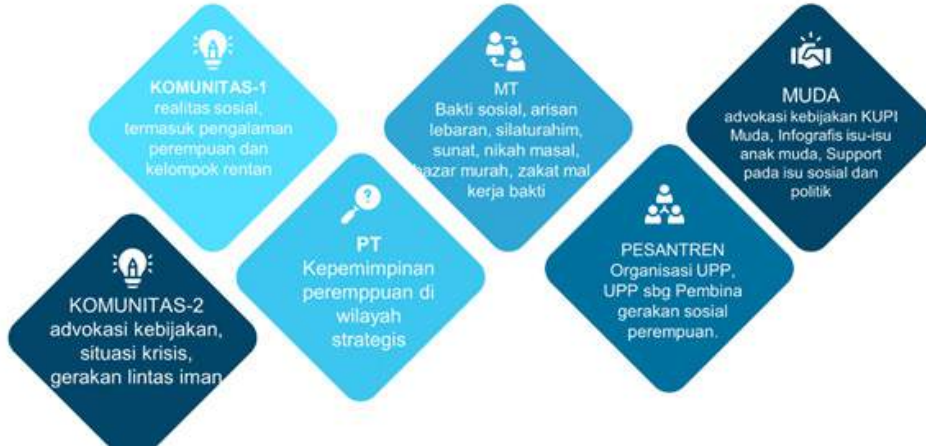 KOMUNITAS-1
realitas sosial,
termasuk pengalaman
perempuan dan
kelompok rentan
MT
Bakti sosial, arisan
lebaran, silaturahim,
sunat, nikah masal,
bazar murah, zakat mal
kerja bakti
MUDA
advokasi kebijakan KUPI
Muda, Infografis isu-isu
anak muda, Support
pada isu sosial dan
politik
KOMUNITAS-2
advokasi kebijakan,
situasi krisis,
gerakan lintas iman
PT
Kepemimpinan
peremppuan di
wilayah
strategis
PESANTREN
Organisasi UPP,
UPP sbg Pembina
gerakan sosial
perempuan.